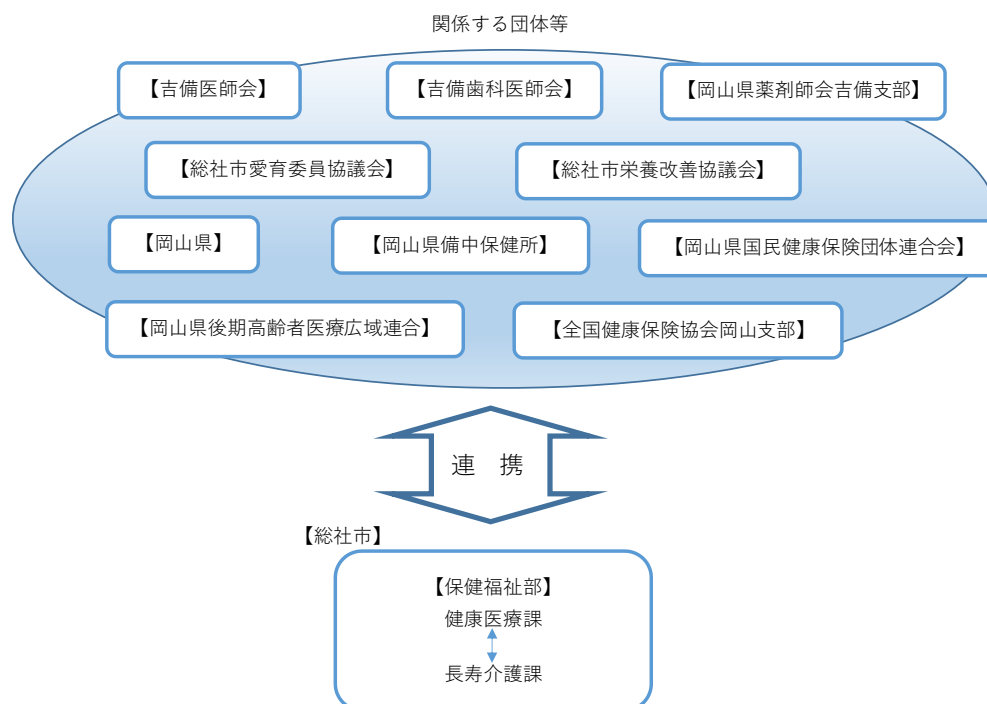 関係する団体等
【吉備医師会】
【吉備歯科医師会】
【岡山県薬剤師会吉備支部】
【総社市愛育委員協議会】
【総社市栄養改善協議会】
【岡山県】
【岡山県備中保健所】
【岡山県国民健康保険団体連合会】
【岡山県後期高齢者医療広域連合】
【全国健康保険協会岡山支部】
連　携
【総社市】
【保健福祉部】
健康医療課
長寿介護課